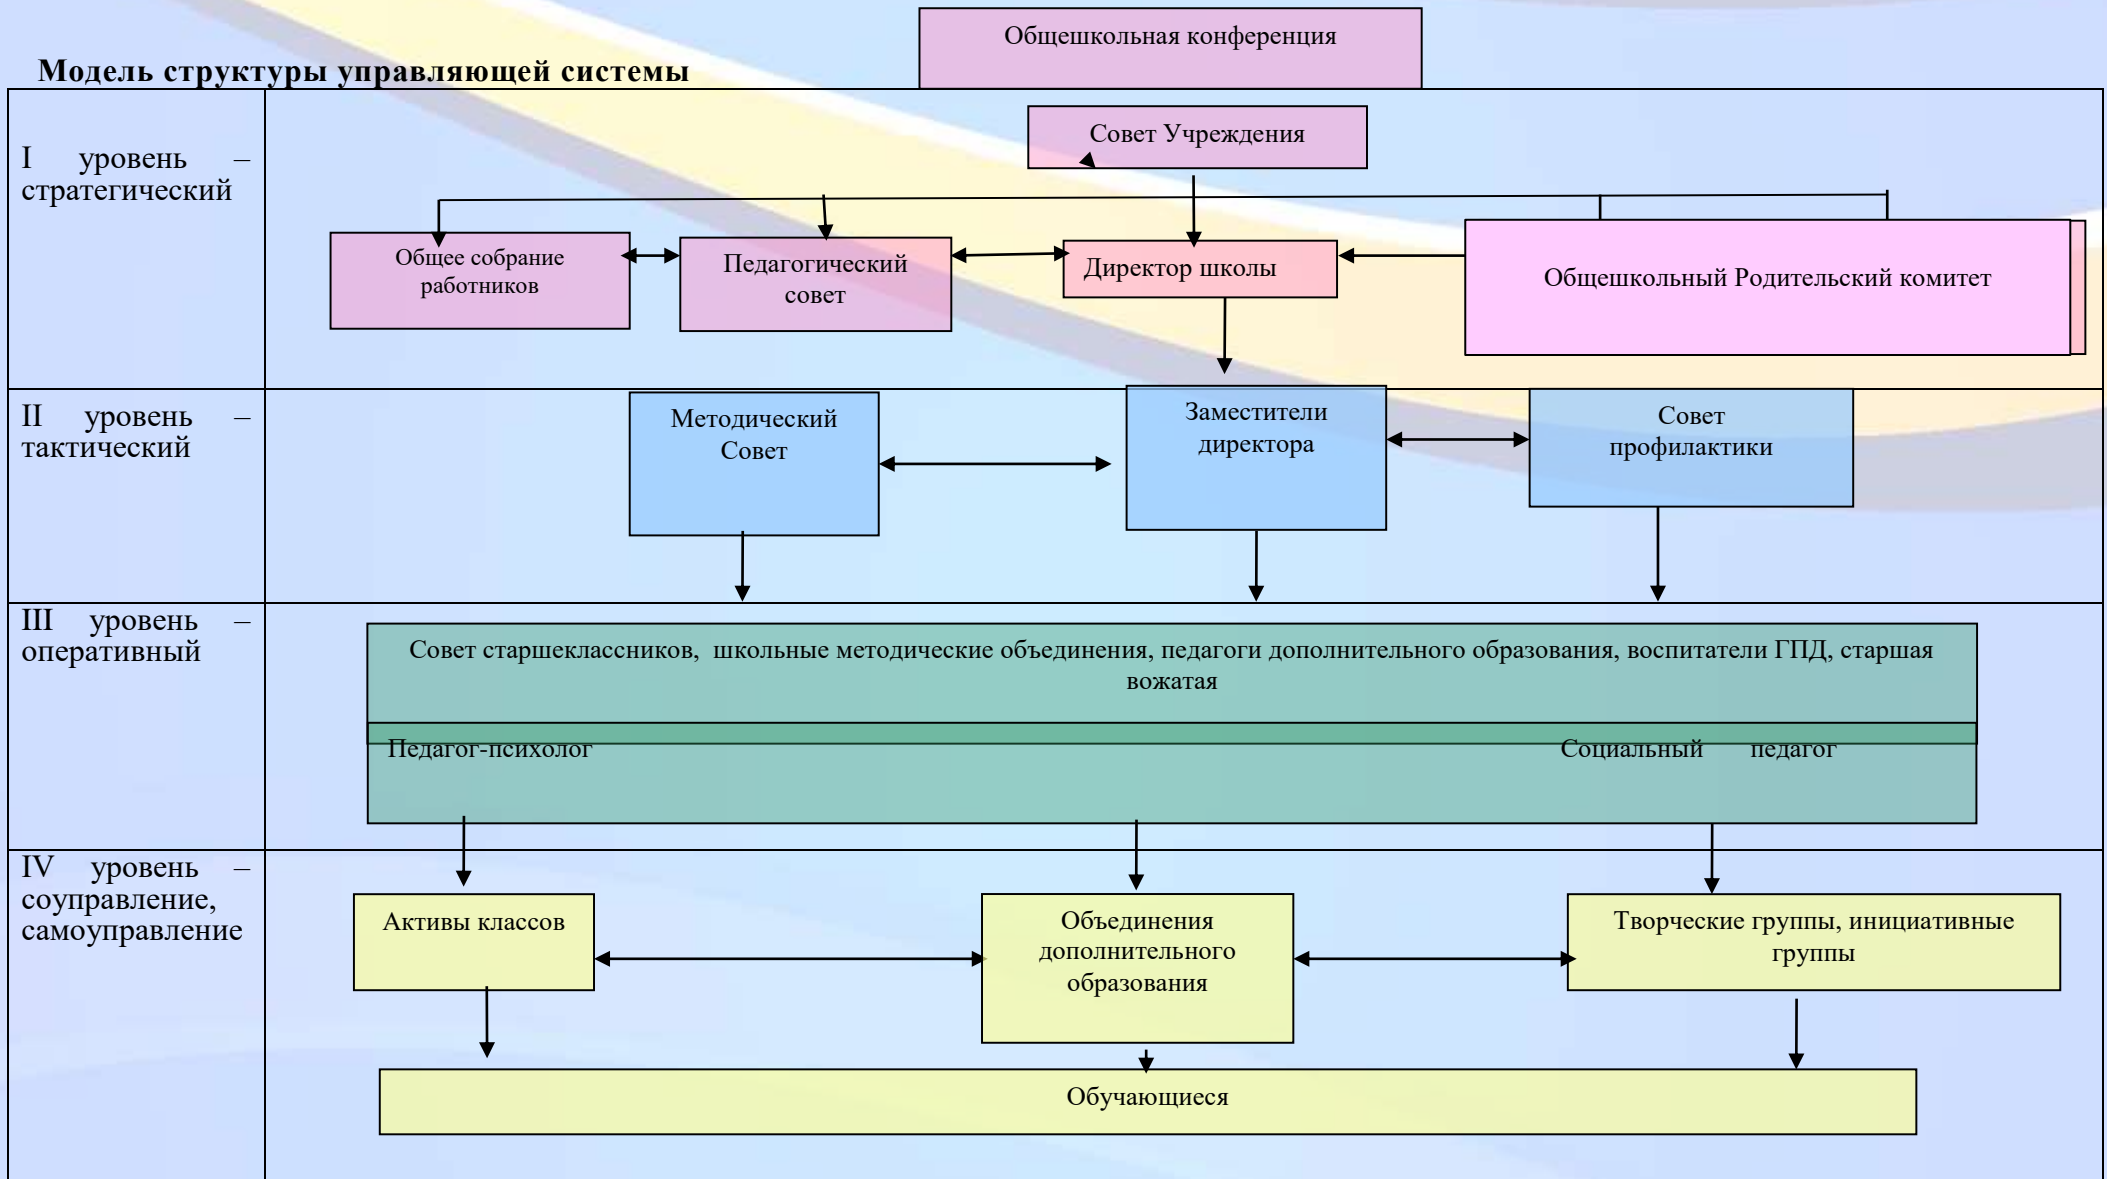 Общешкольная конференция
Модель структуры управляющей системы
I уровень –
стратегический
Совет Учреждения
Общее собрание
работников
Педагогический
совет
Директор школы
Общешкольный Родительский комитет
II уровень –
тактический
Методический
Совет
Заместители
директора
Совет
профилактики
III уровень –
оперативный
Совет старшеклассников, школьные методические объединения, педагоги дополнительного образования, воспитатели ГПД, старшая
вожатая
Педагог-психолог Социальный педагог
IV уровень –
соуправление,
самоуправление
Активы классов
Объединения
дополнительного
образования
Творческие группы, инициативные
группы
Обучающиеся